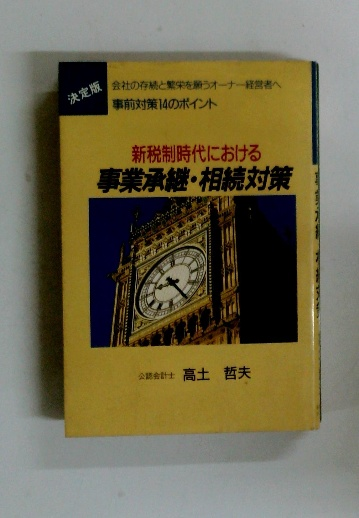 決定版
会社の存続と繁栄を願うオーナー経営者へ
事前対策14のポイント
新税制時代における
事業承継・相続対策
公認会計士 高土 哲夫